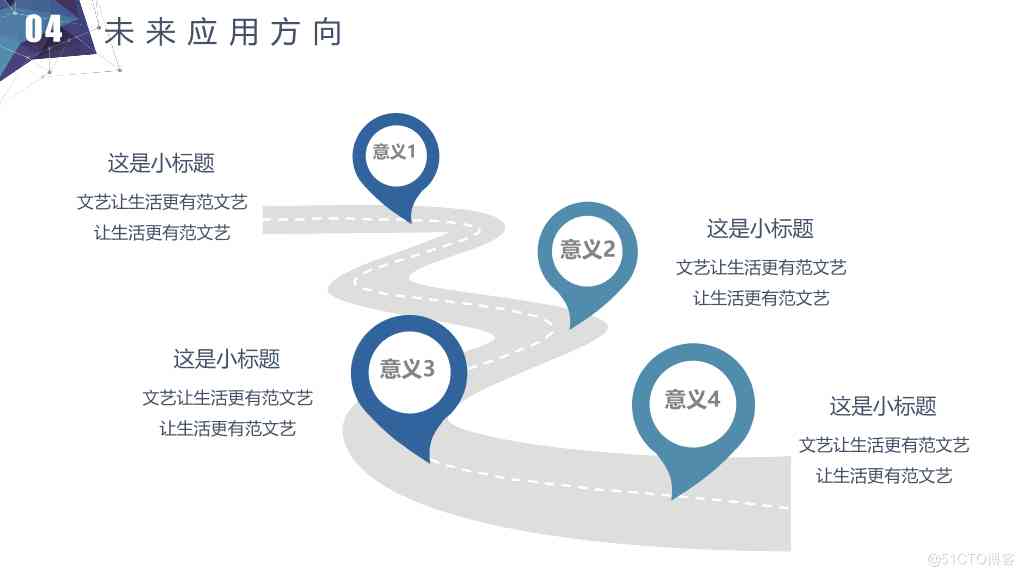 04
未来应用方向
意义1
这是小标题
文艺让生活更有范文艺
让生活更有范文艺
意义2
这是小标题
文艺让生活更有范文艺
让生活更有范文艺
意义3
这是小标题
文艺让生活更有范文艺
让生活更有范文艺
意义4
这是小标题
文艺让生活更有范文艺
让生活更有范文艺
@51CTO博客